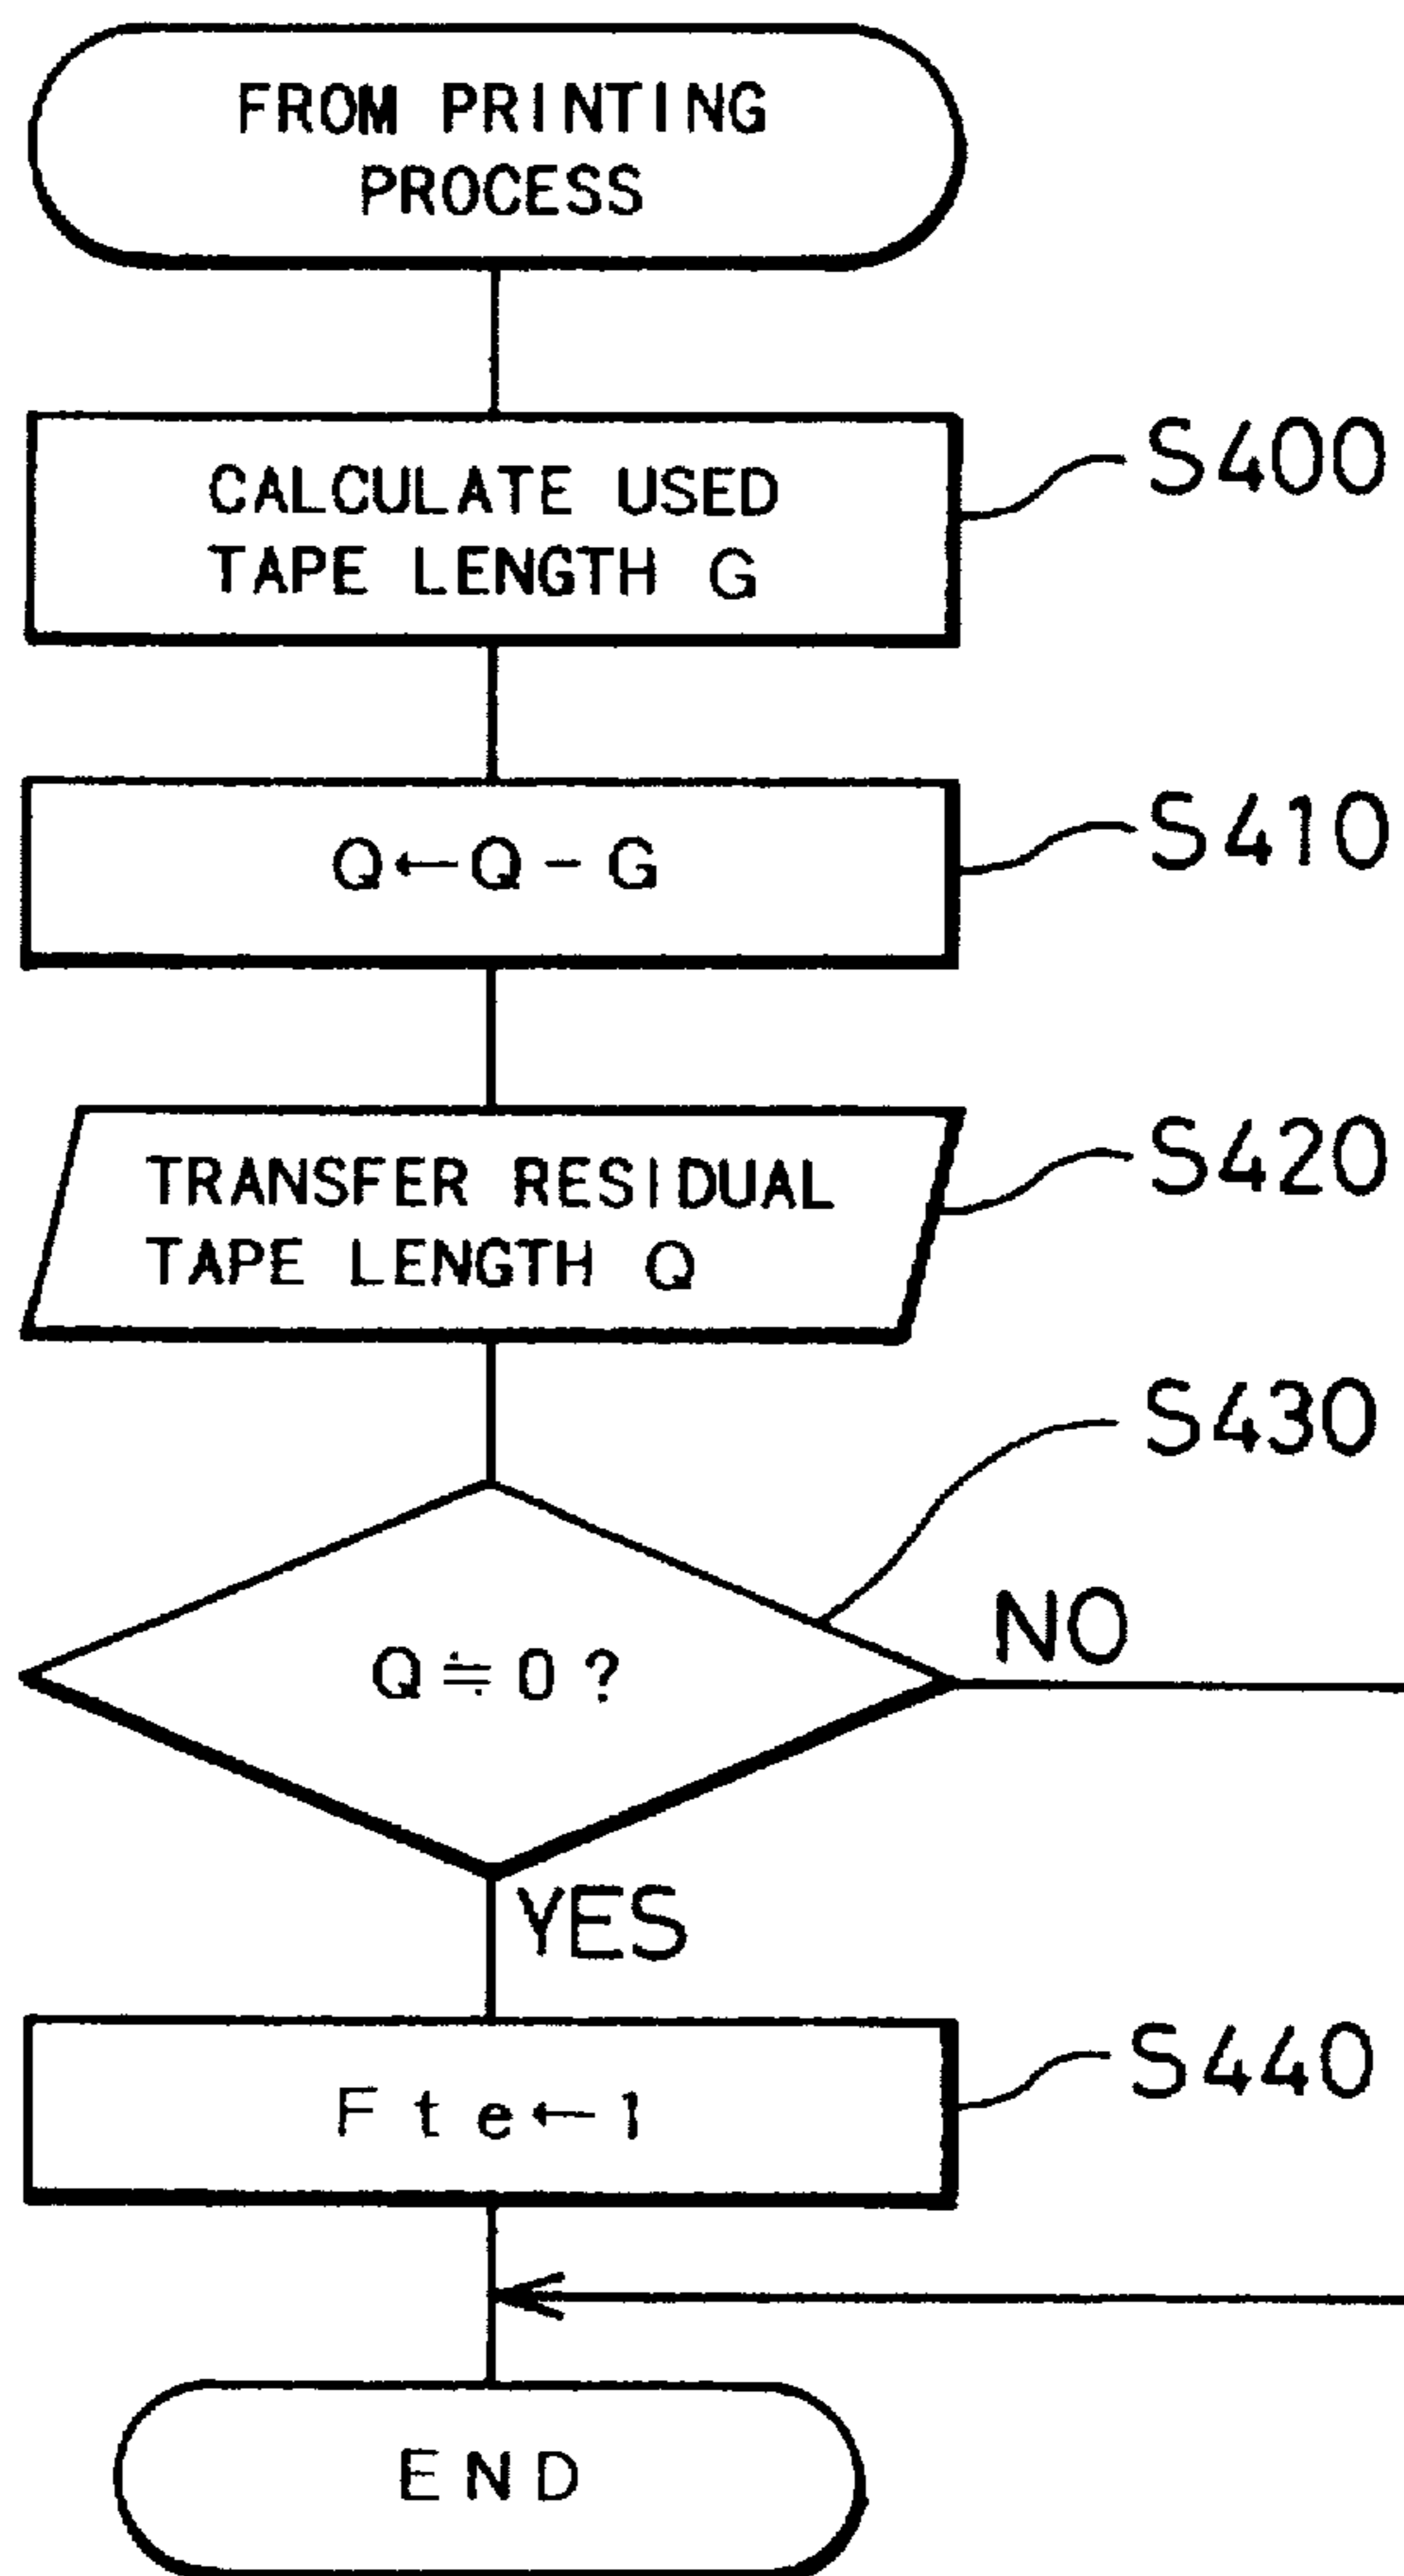 FROM PRINTING
PROCESS
CALCULATE USED
TAPE LENGTH G
S400
Q←Q-G
S410
TRANSFER RESIDUAL
TAPE LENGTH Q
S420
S430
Q≒0?
NO
YES
Fte←1
S440
END